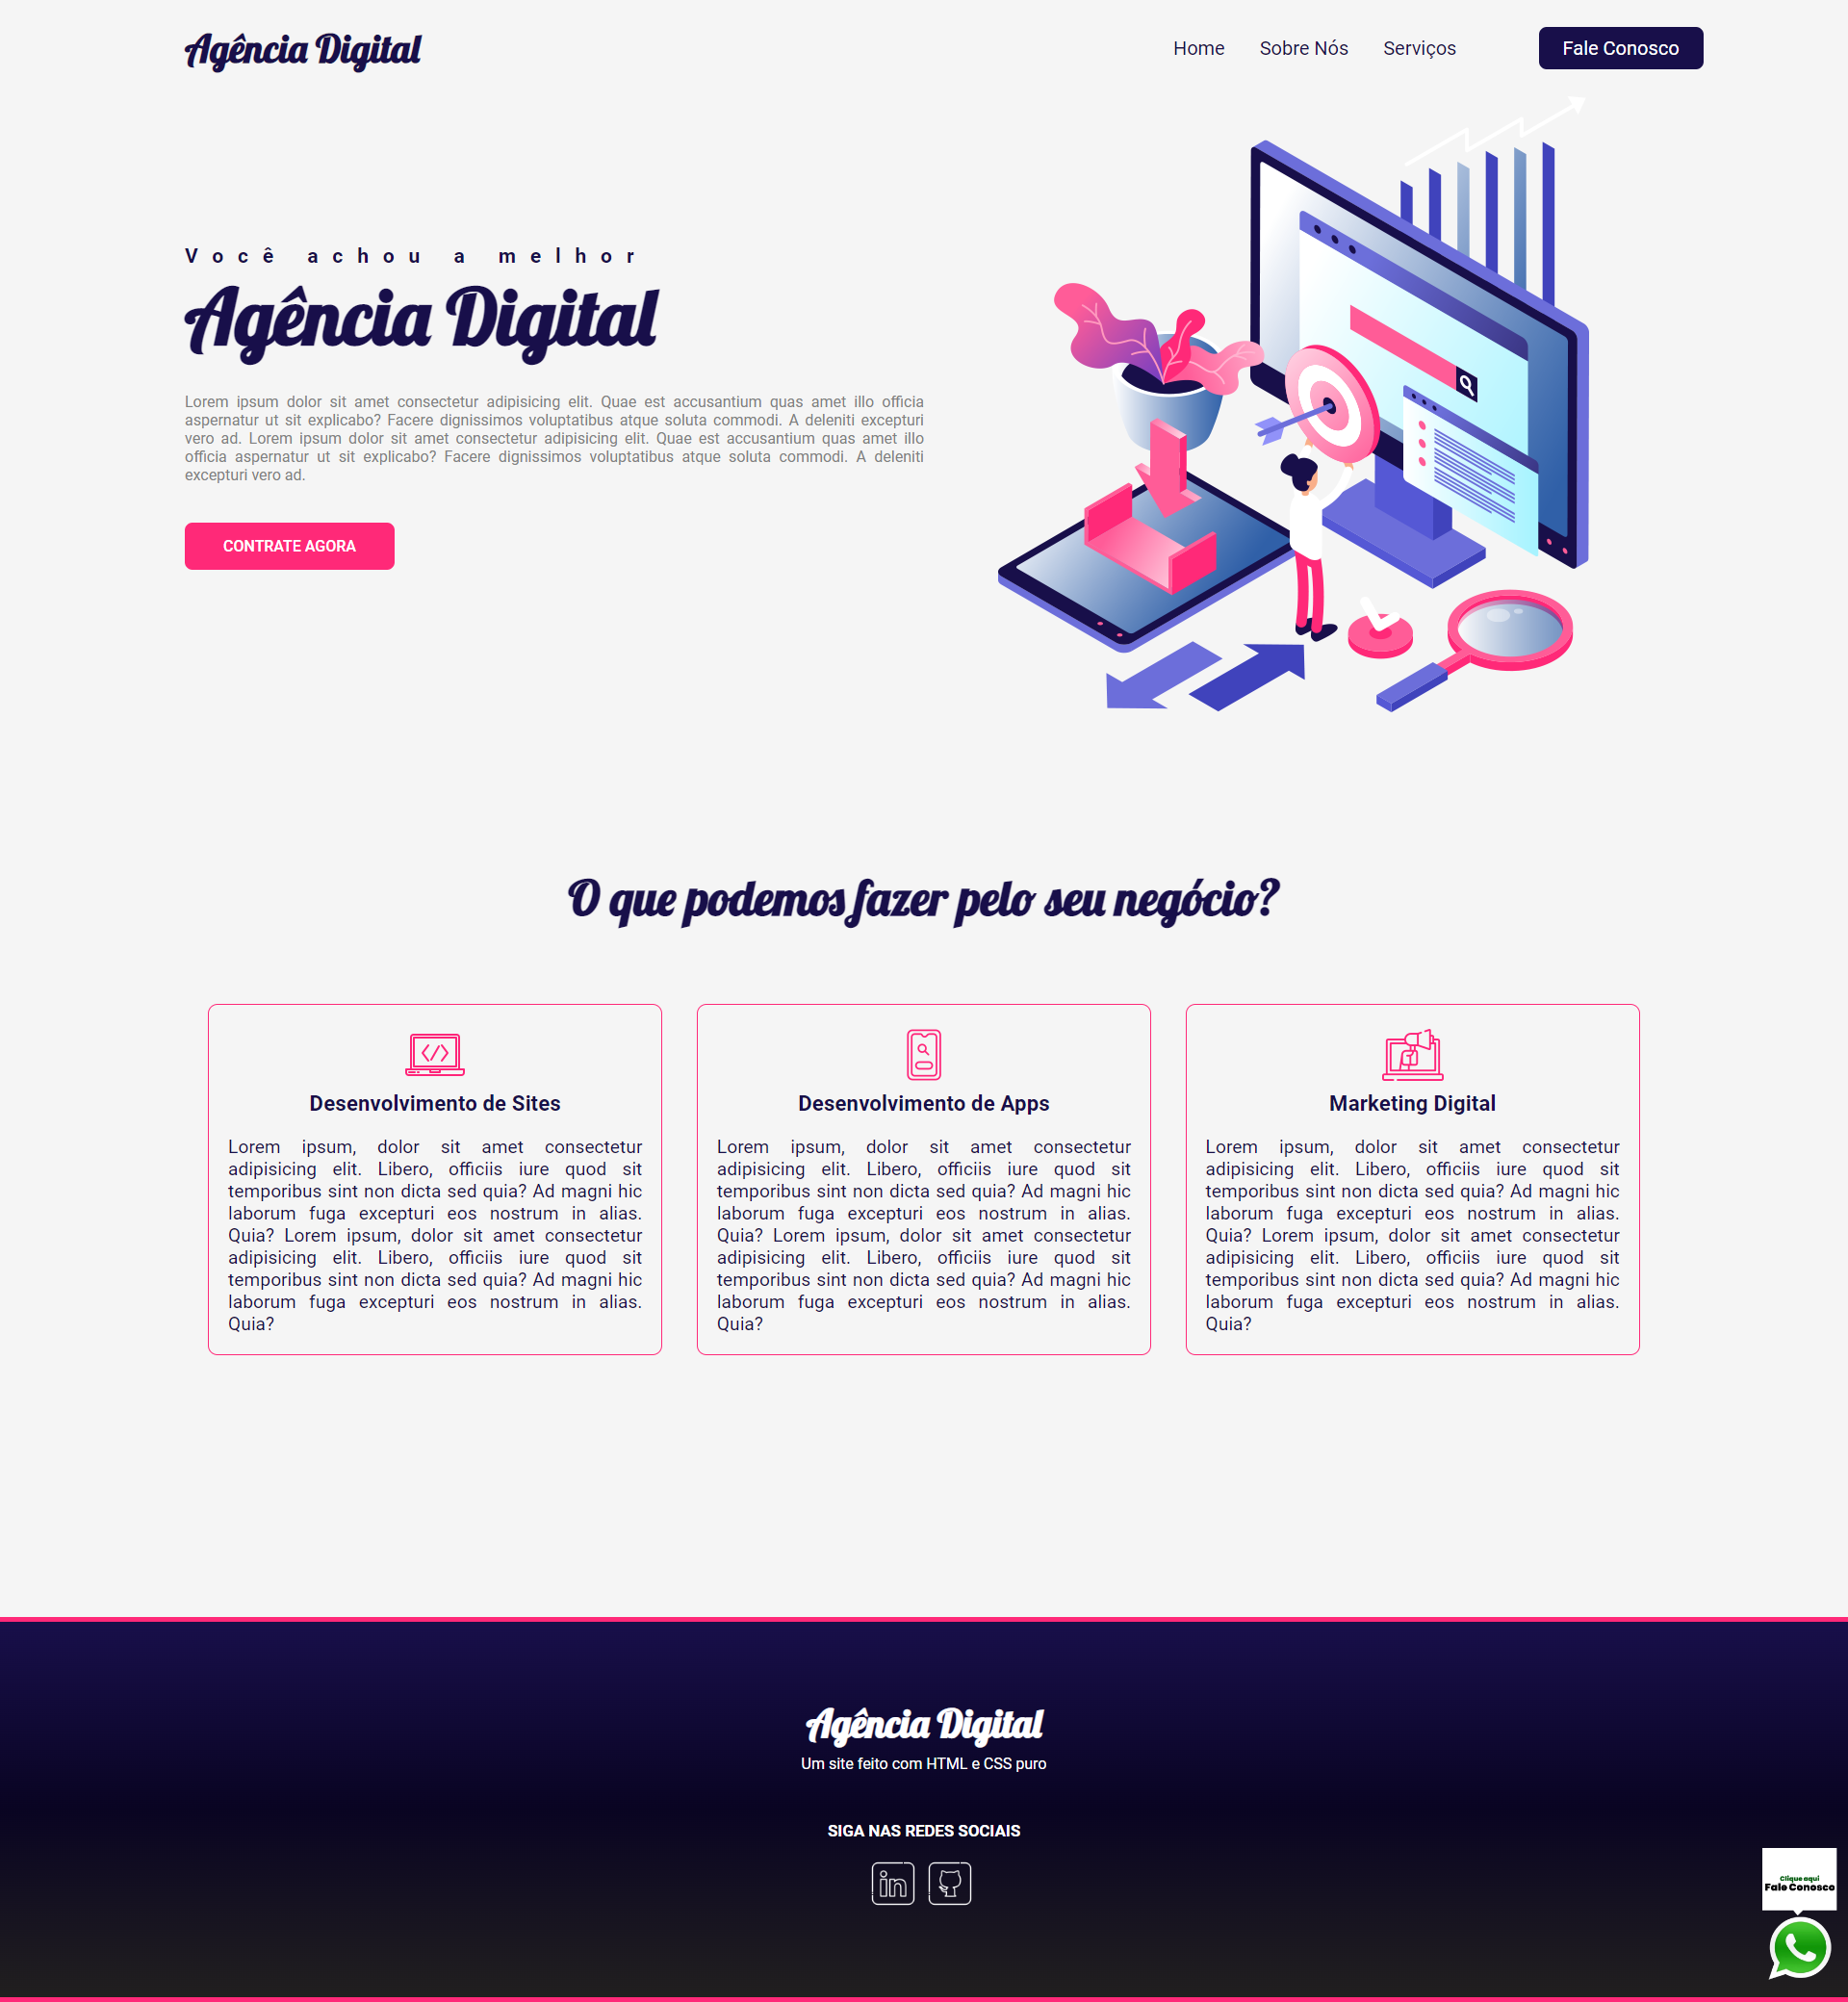 Agência Digital
Home
Sobre Nós
Serviços
Fale Conosco
Você achou a melhor
Agência Digital
Lorem ipsum dolor sit amet consectetur adipisicing elit. Quae est accusantium quas amet illo officia
aspernatur ut sit explicabo? Facere dignissimos voluptatibus atque soluta commodi. A deleniti excepturi
vero ad. Lorem ipsum dolor sit amet consectetur adipisicing elit. Quae est accusantium quas amet illo
officia aspernatur ut sit explicabo? Facere dignissimos voluptatibus atque soluta commodi. A deleniti
excepturi vero ad.
CONTRATE AGORA
O que podemos fazer pelo seu negócio?
Desenvolvimento de Sites
Lorem ipsum, dolor sit amet consectetur
adipisicing elit. Libero, officiis iure quod sit
temporibus sint non dicta sed quia? Ad magni hic
laborum fuga excepturi eos nostrum in alias.
Quia? Lorem ipsum, dolor sit amet consectetur
adipisicing elit. Libero, officiis iure quod sit
temporibus sint non dicta sed quia? Ad magni hic
laborum fuga excepturi eos nostrum in alias.
Quia?
Desenvolvimento de Apps
Lorem ipsum, dolor sit amet consectetur
adipisicing elit. Libero, officiis iure quod sit
temporibus sint non dicta sed quia? Ad magni hic
laborum fuga excepturi eos nostrum in alias.
Quia? Lorem ipsum, dolor sit amet consectetur
adipisicing elit. Libero, officiis iure quod sit
temporibus sint non dicta sed quia? Ad magni hic
laborum fuga excepturi eos nostrum in alias.
Quia?
Marketing Digital
Lorem ipsum, dolor sit amet consectetur
adipisicing elit. Libero, officiis iure quod sit
temporibus sint non dicta sed quia? Ad magni hic
laborum fuga excepturi eos nostrum in alias.
Quia? Lorem ipsum, dolor sit amet consectetur
adipisicing elit. Libero, officiis iure quod sit
temporibus sint non dicta sed quia? Ad magni hic
laborum fuga excepturi eos nostrum in alias.
Quia?
Agência Digital
Um site feito com HTML e CSS puro
SIGA NAS REDES SOCIAIS
in
Clique aqui
Fale Conosco